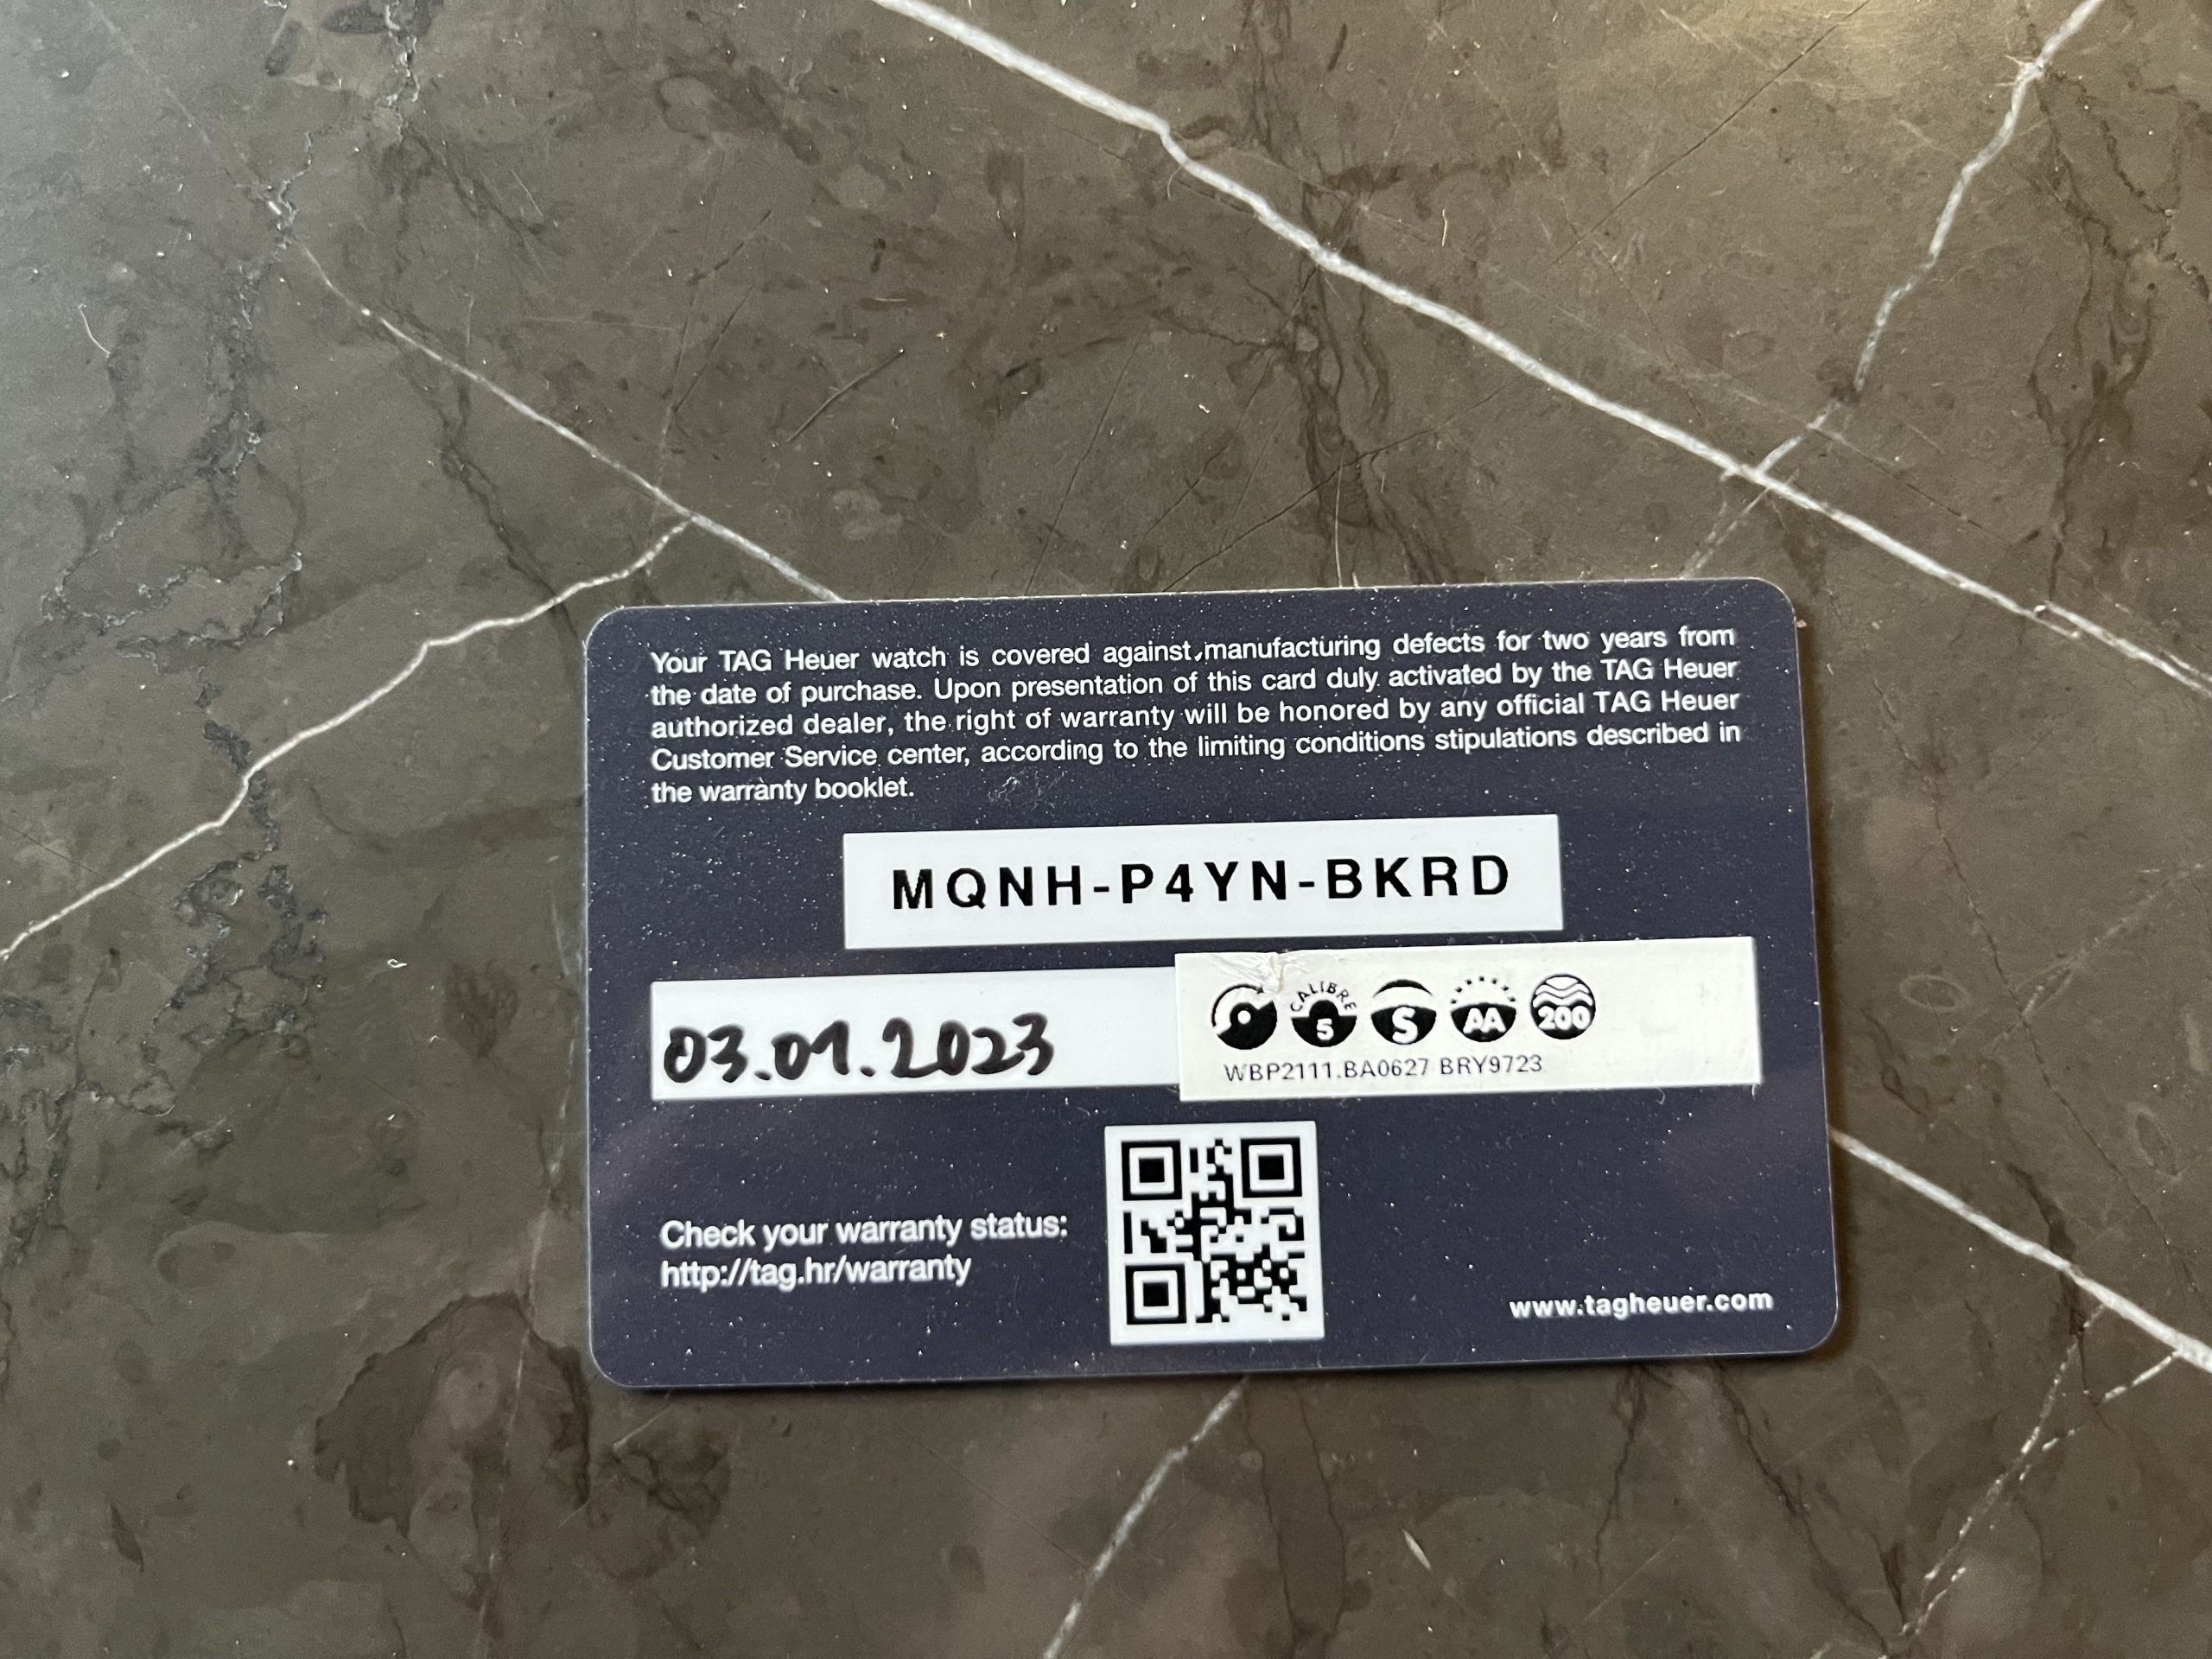 Your TAG Heuer watch is covered against manufacturing defects for two years from
the date of purchase. Upon presentation of this card duly activated by the TAG Heuer
authorized dealer, the right of warranty will be honored by any official TAG Heuer
Customer Service center, according to the limiting conditions stipulations described in
the warranty booklet.
MQNH-P4YN-BKRD
03.01.2023
CALIBRE 5 S AA 200
WBP2111.BA0627 BRY9723
Check your warranty status:
http://tag.hr/warranty
www.tagheuer.com